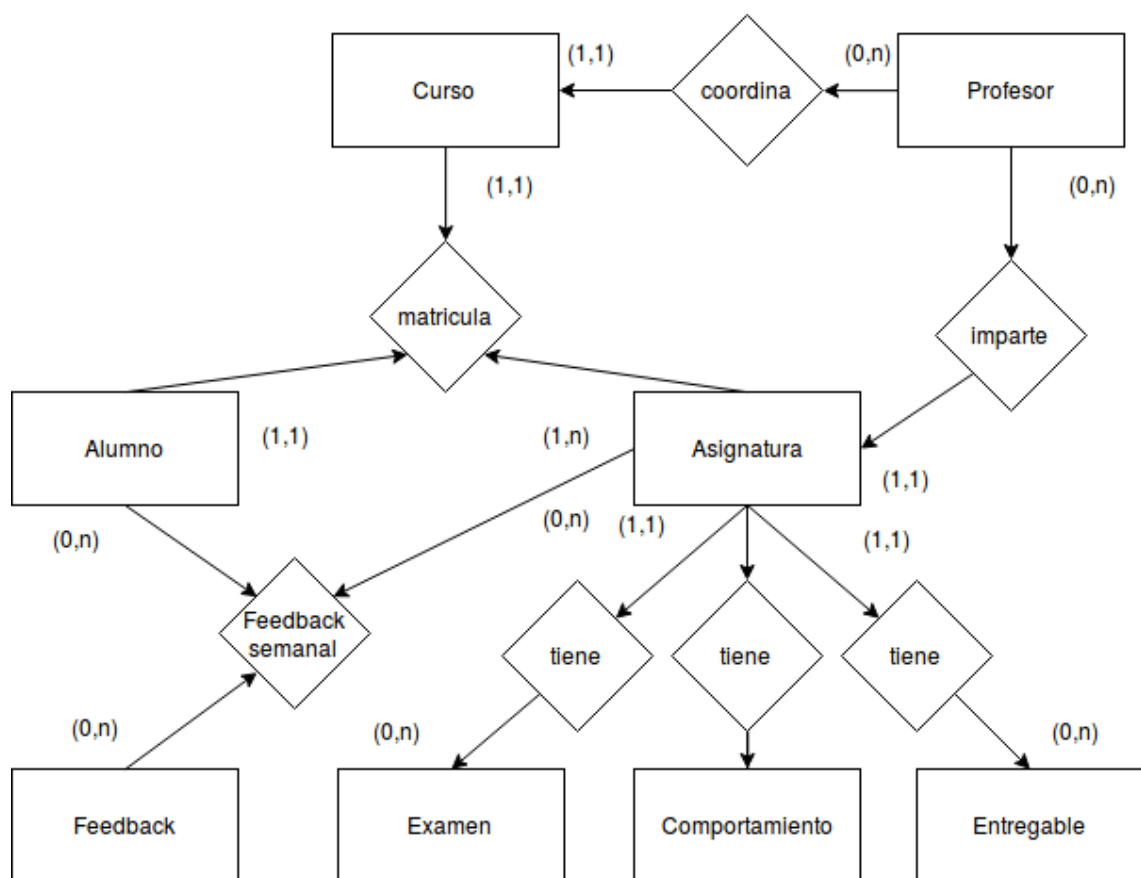 (1,1)
(0,n)
Curso
coordina
Profesor
(1,1)
(0,n)
matricula
imparte
Alumno
(1,1)
(1,n)
Asignatura
(1,1)
(0,n)
(0,n)
(1,1)
(1,1)
Feedback
semanal
tiene
tiene
tiene
(0,n)
(0,n)
(0,n)
Feedback
Examen
Comportamiento
Entregable